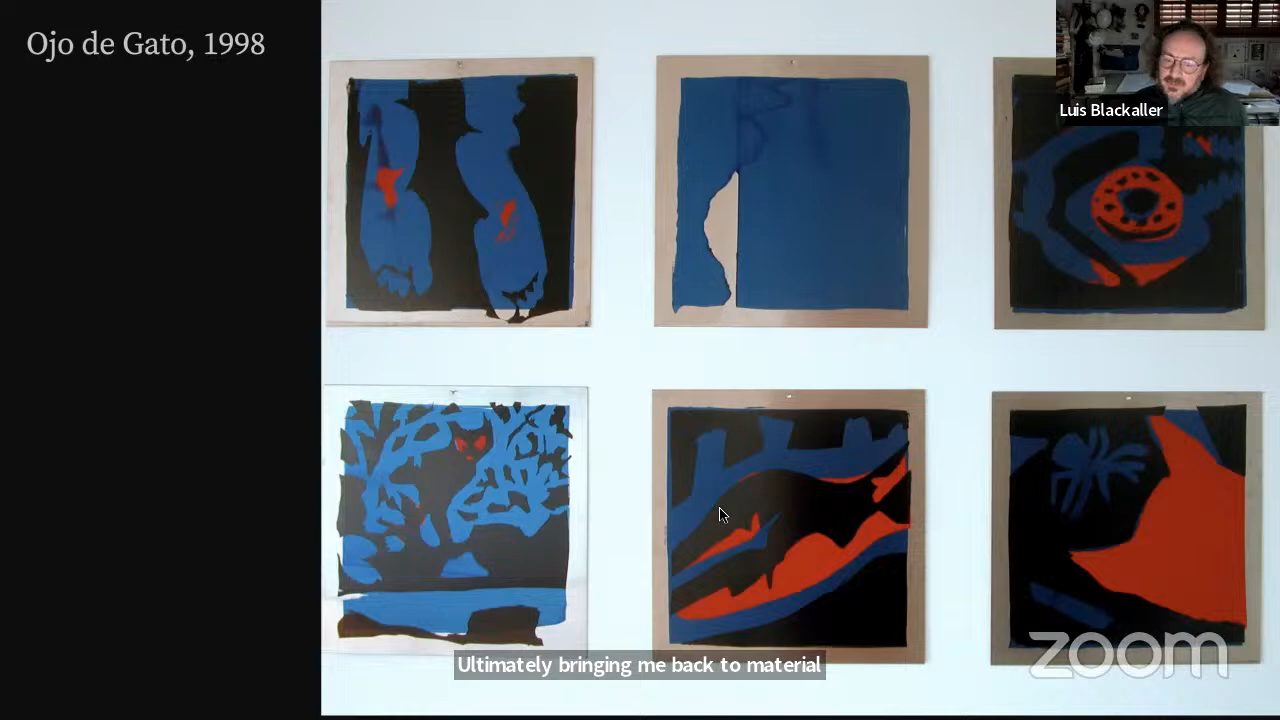 Ojo de Gato, 1998
Luis Blackaller
Ultimately bringing me back to material
zoom